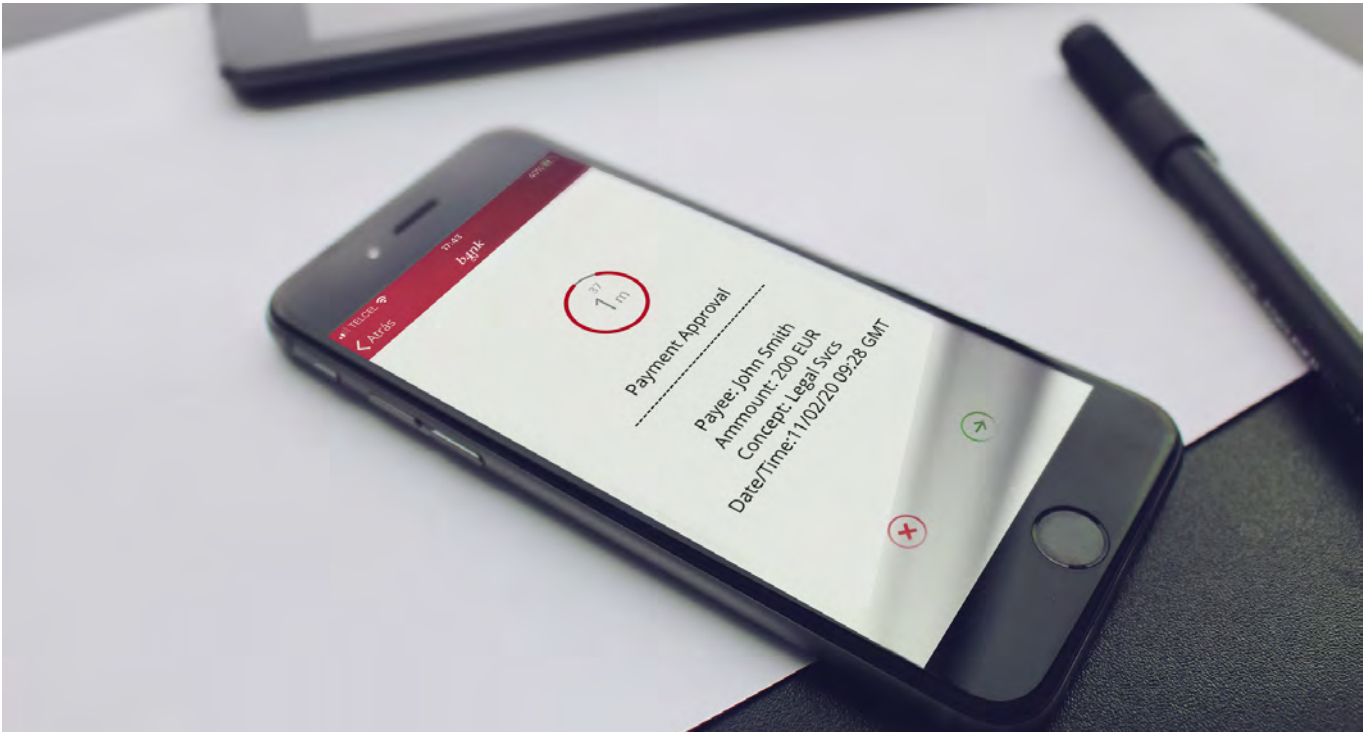 TELCEL 17:43
Atrás
37
1 m
Payment Approval
Payee: John Smith
Ammount: 200 EUR
Concept: Legal Svcs
Date/Time:11/02/20 09:28 GMT